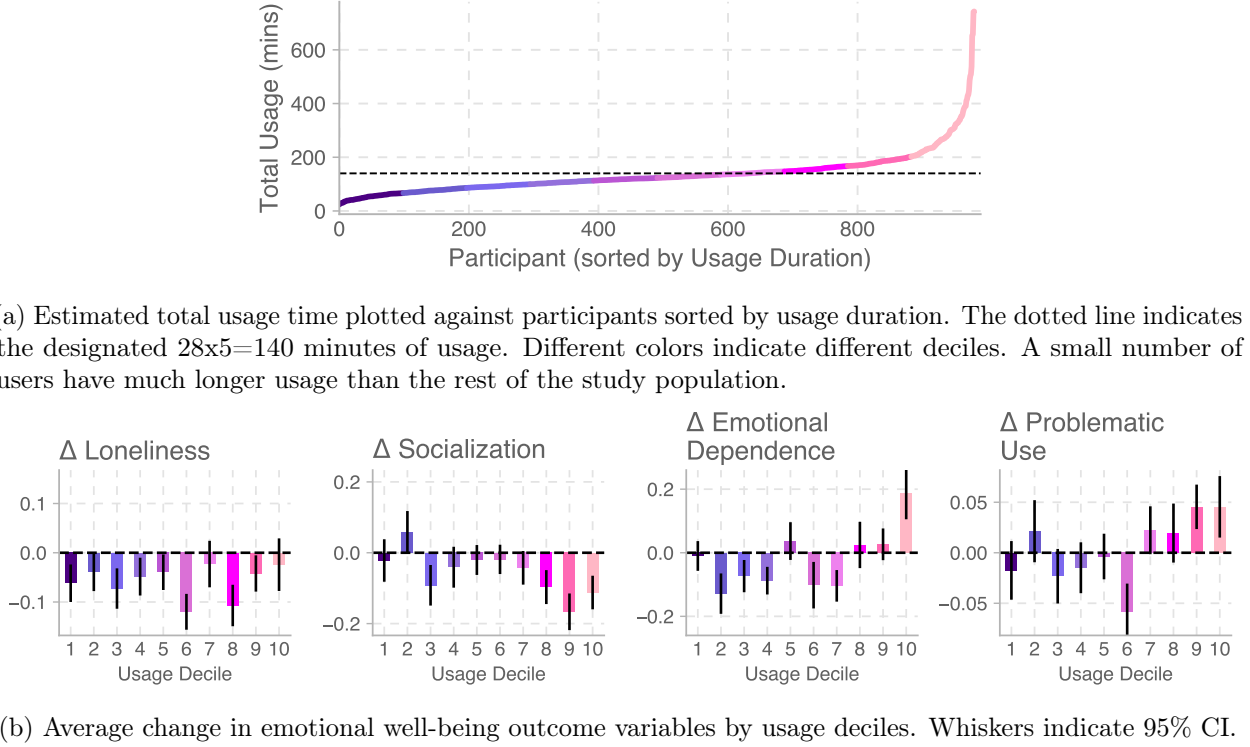 Total Usage (mins)
600
400
200
0
0 200 400 600 800
Participant (sorted by Usage Duration)
a) Estimated total usage time plotted against participants sorted by usage duration. The dotted line indicates
the designated 28x5=140 minutes of usage. Different colors indicate different deciles. A small number of
users have much longer usage than the rest of the study population.
Δ Loneliness
0.1
0.0
−0.1
1 2 3 4 5 6 7 8 9 10
Usage Decile
Δ Socialization
0.2
0.0
−0.2
1 2 3 4 5 6 7 8 9 10
Usage Decile
Δ Emotional
Dependence
0.2
0.0
−0.2
1 2 3 4 5 6 7 8 9 10
Usage Decile
Δ Problematic
Use
0.05
0.00
−0.05
1 2 3 4 5 6 7 8 9 10
Usage Decile
(b) Average change in emotional well-being outcome variables by usage deciles. Whiskers indicate 95% CI.